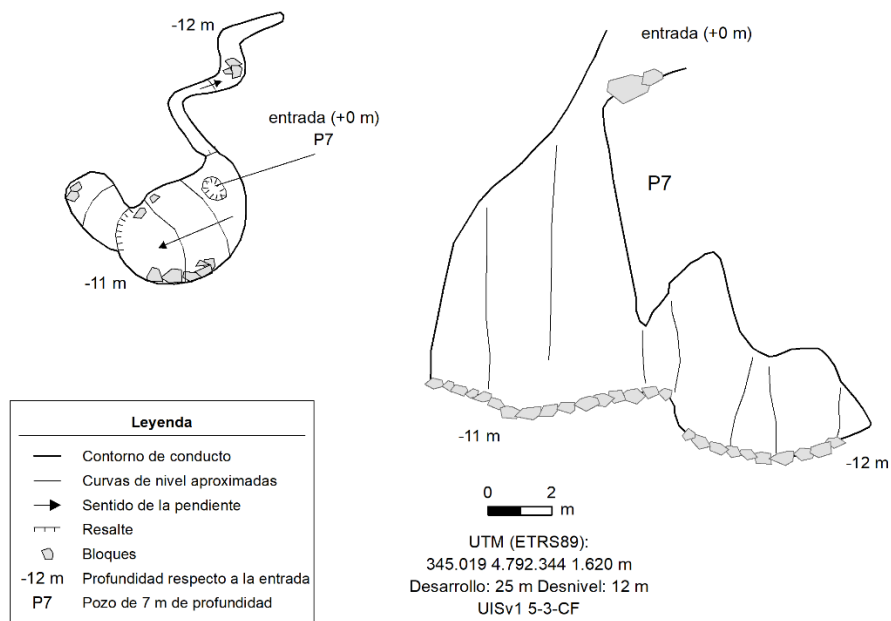 -12 m
entrada (+0 m)
P7
-11 m
entrada (+0 m)
P7
-11 m
-12 m
Leyenda
Contorno de conducto
Curvas de nivel aproximadas
Sentido de la pendiente
Resalte
Bloques
-12 m Profundidad respecto a la entrada
P7 Pozo de 7 m de profundidad
0 2
m
UTM (ETRS89):
345.019 4.792.344 1.620 m
Desarrollo: 25 m Desnivel: 12 m
UISv1 5-3-CF